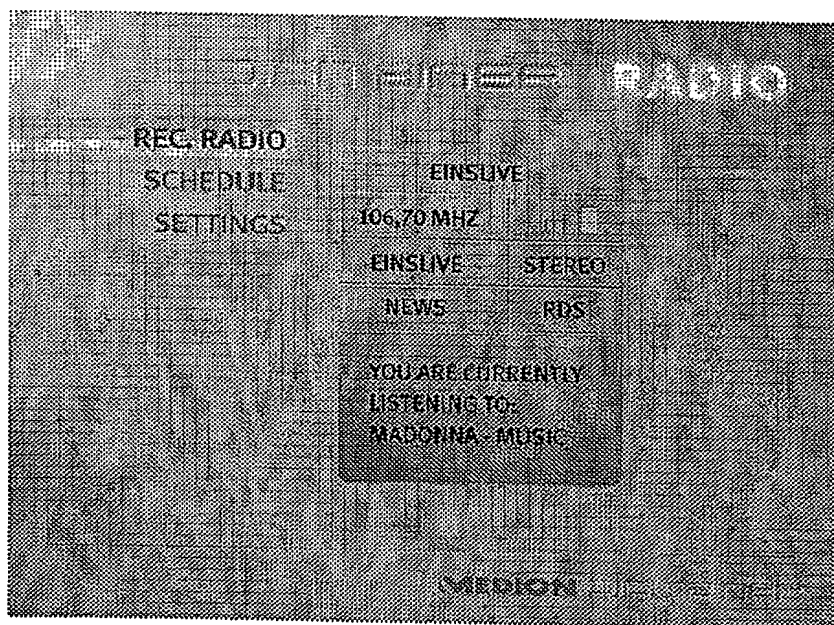 RADIO
REC. RADIO
SCHEDULE
SETTINGS
EINSLIVE
106,70 MHZ
EINSLIVE STEREO
NEWS RDS
YOU ARE CURRENTLY
LISTENING TO:
MADONNA - MUSIC
MEDION